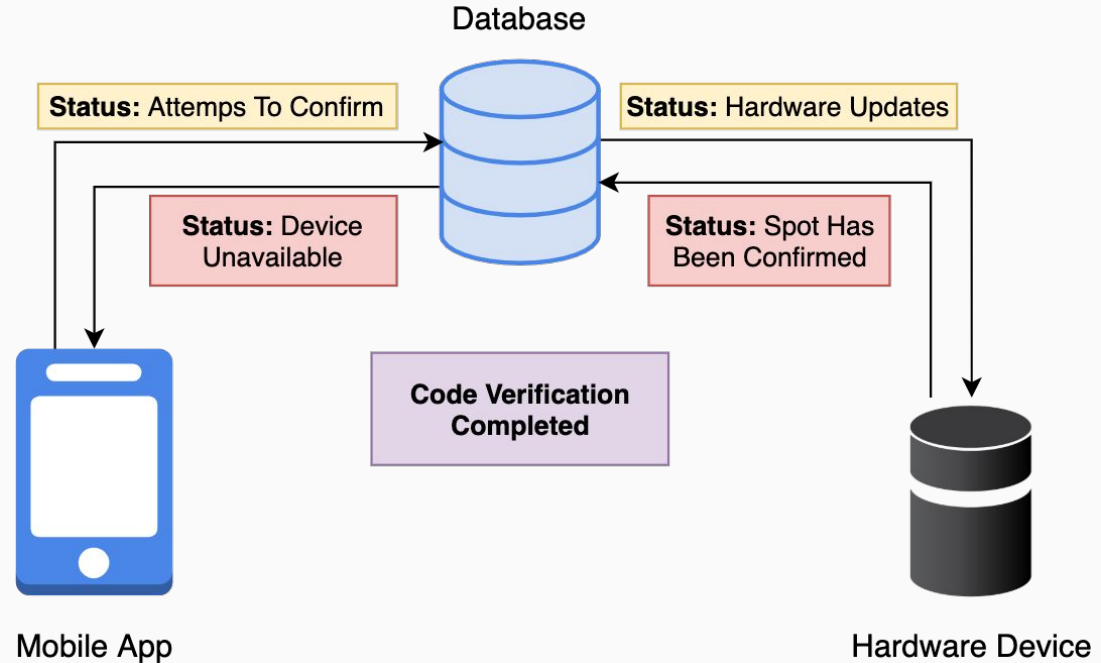 Database
Status: Attemps To Confirm
Status: Hardware Updates
Status: Device
Unavailable
Status: Spot Has
Been Confirmed
Code Verification
Completed
Mobile App
Hardware Device